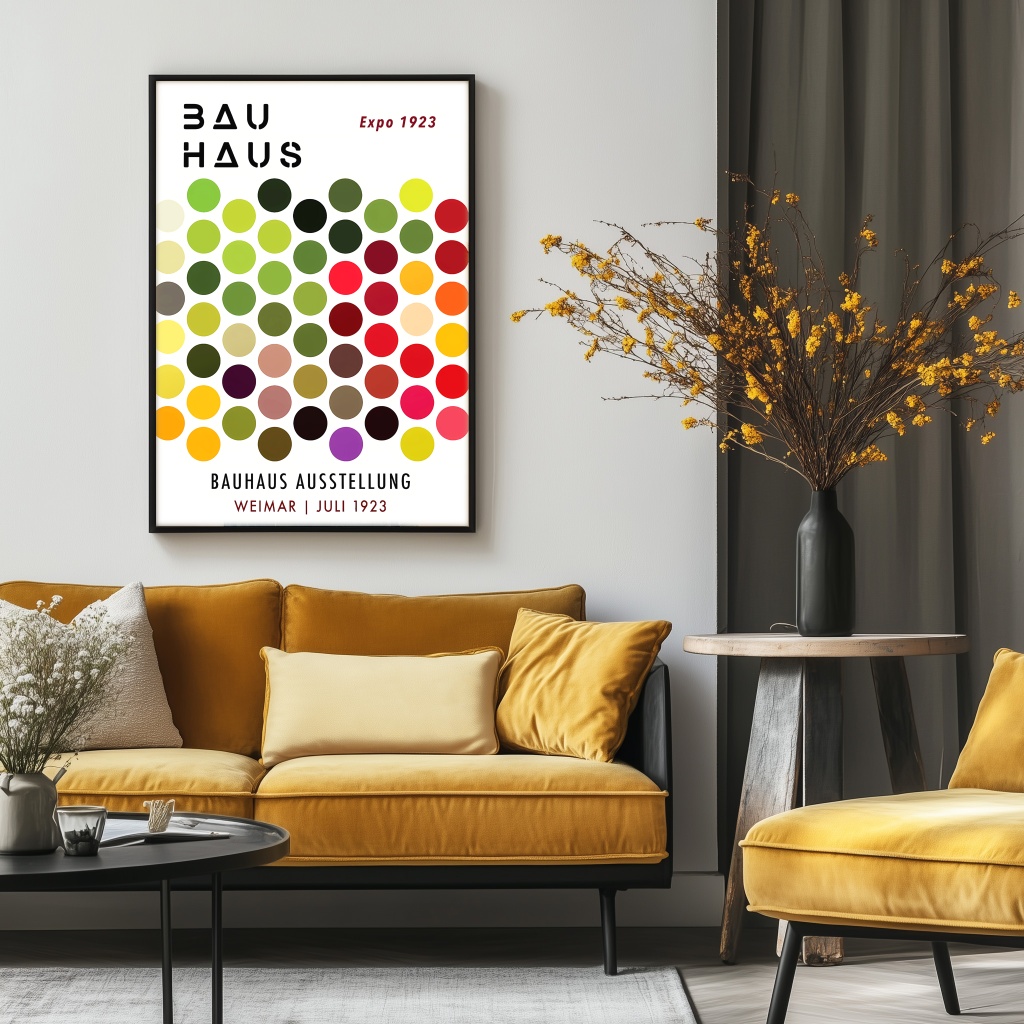 BAU
HAUS
Expo 1923
BAUHAUS AUSSTELLUNG
WEIMAR | JULI 1923